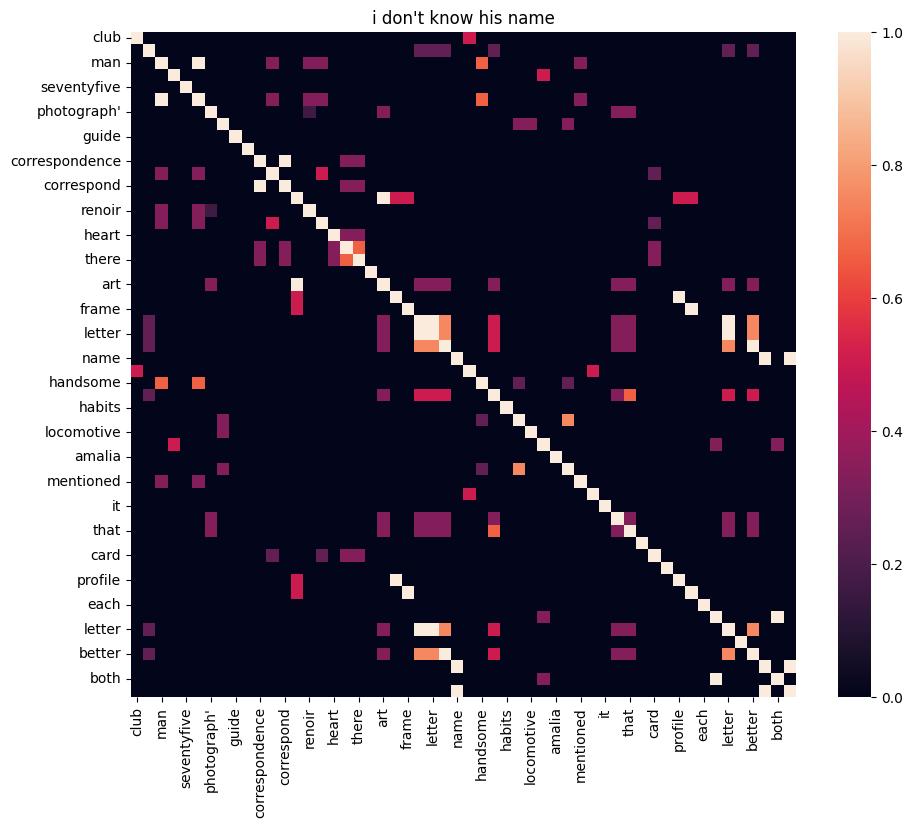 i don't know his name
club
man
seventyfive
photograph'
guide
correspondence
correspond
renoir
heart
there
art
frame
letter
name
handsome
habits
locomotive
amalia
mentioned
it
that
card
profile
each
letter
better
both
club
man
seventyfive
photograph'
guide
correspondence
correspond
renoir
heart
there
art
frame
letter
name
handsome
habits
locomotive
amalia
mentioned
it
that
card
profile
each
letter
better
both
1.0
0.8
0.6
0.4
0.2
0.0